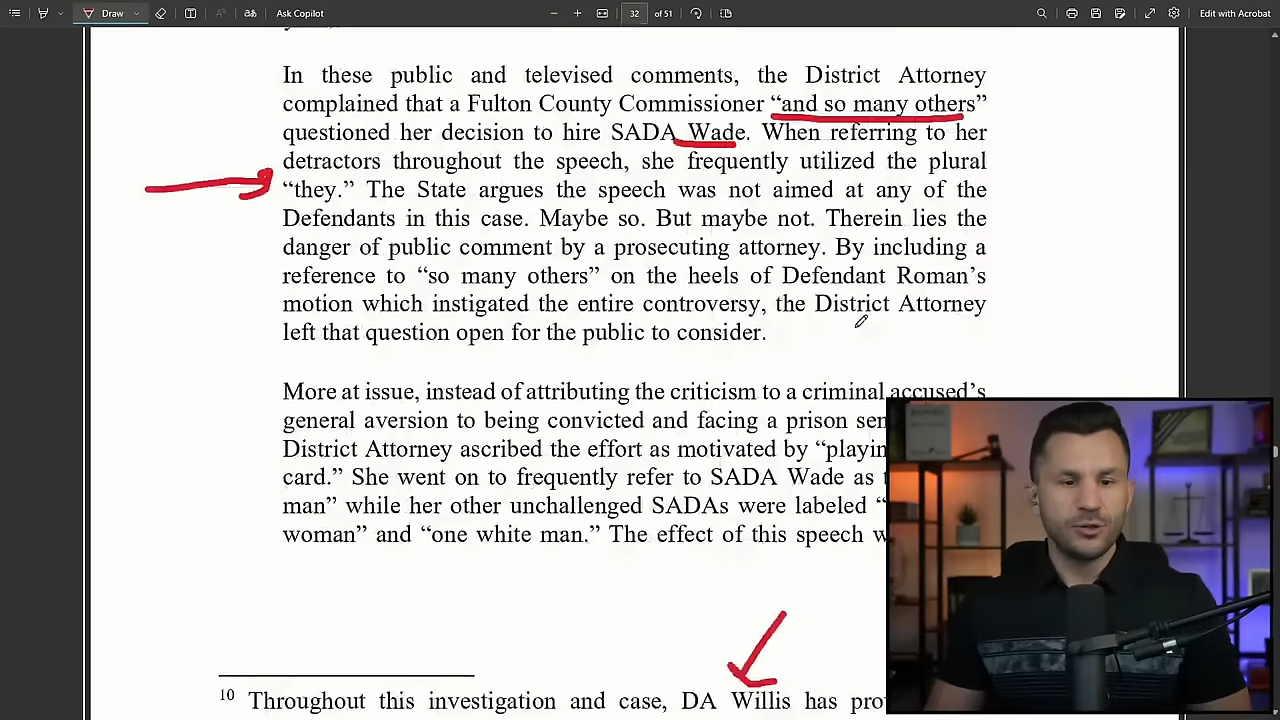 Draw
Ask Copilot
32 of 51
Edit with Acrobat
In these public and televised comments, the District Attorney
complained that a Fulton County Commissioner “and so many others”
questioned her decision to hire SADA Wade. When referring to her
detractors throughout the speech, she frequently utilized the plural
“they.” The State argues the speech was not aimed at any of the
Defendants in this case. Maybe so. But maybe not. Therein lies the
danger of public comment by a prosecuting attorney. By including a
reference to “so many others” on the heels of Defendant Roman’s
motion which instigated the entire controversy, the District Attorney
left that question open for the public to consider.
More at issue, instead of attributing the criticism to a criminal accused’s
general aversion to being convicted and facing a prison
District Attorney ascribed the effort as motivated by
card.” She went on to frequently refer to SADA Wade as
man” while her other unchallenged SADAs were labeled
woman” and “one white man.” The effect of this speech
10 Throughout this investigation and case, DA Willis has